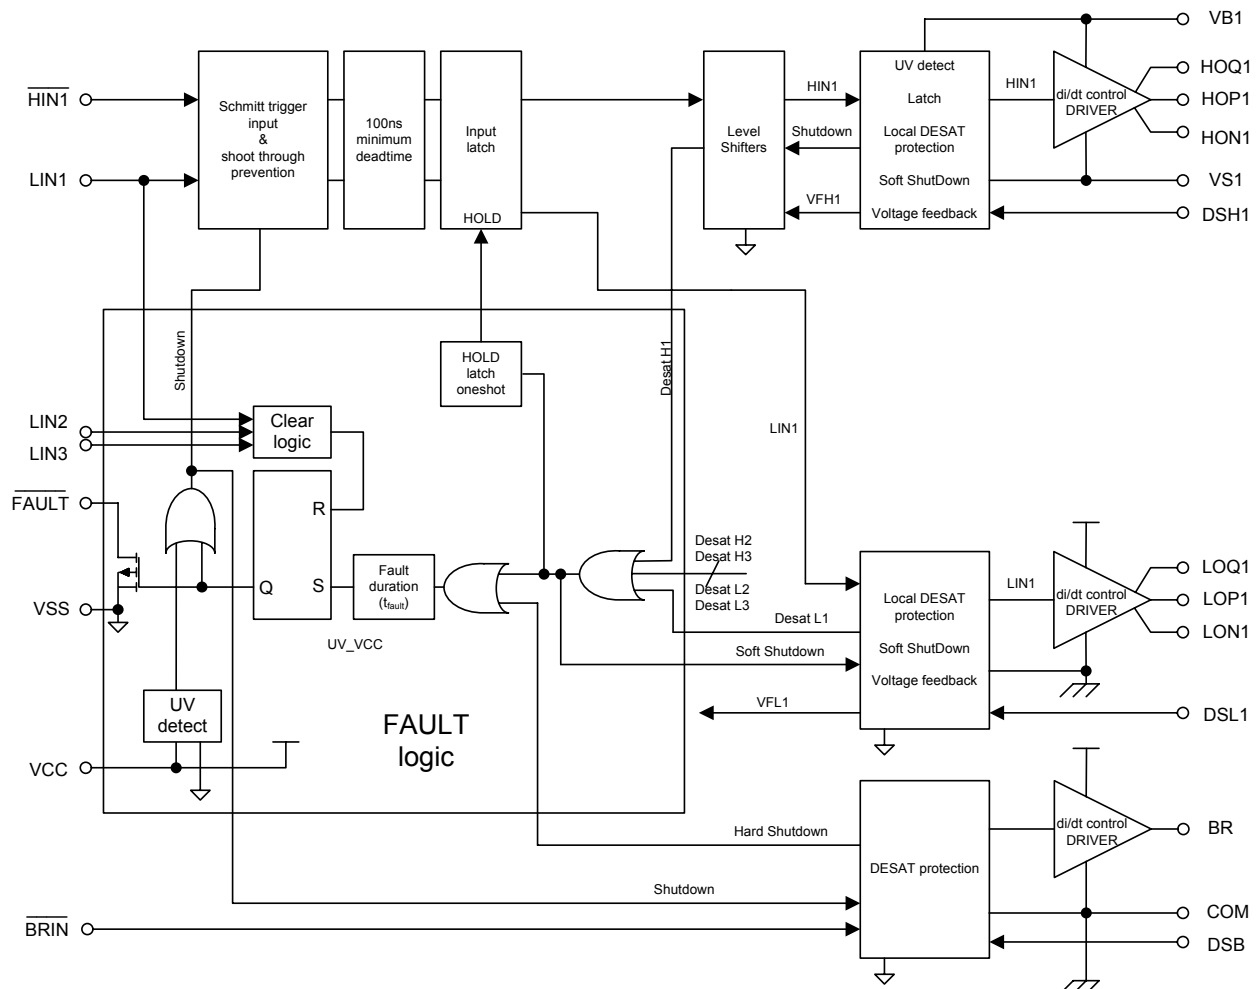 VB1
HIN1
Schmitt trigger
input
&
shoot through
prevention
100ns
minimum
deadtime
Input
latch
HOLD
Level
Shifters
HIN1
Shutdown
VFH1
UV detect
Latch
Local DESAT
protection
Soft ShutDown
Voltage feedback
HIN1
di/dt control
DRIVER
HOQ1
HOP1
HON1
LIN1
VS1
DSH1
Shutdown
HOLD
latch
oneshot
Desat H1
LIN1
LIN2
LIN3
Clear
logic
FAULT
R
S
Q
Fault
duration
(tfault)
Desat H2
Desat H3
Desat L2
Desat L3
Desat L1
Soft Shutdown
VFL1
Local DESAT
protection
Soft ShutDown
Voltage feedback
LIN1
di/dt control
DRIVER
LOQ1
LOP1
LON1
VSS
UV_VCC
UV
detect
FAULT
logic
DSL1
VCC
Hard Shutdown
Shutdown
DESAT protection
di/dt control
DRIVER
BR
COM
BRIN
DSB